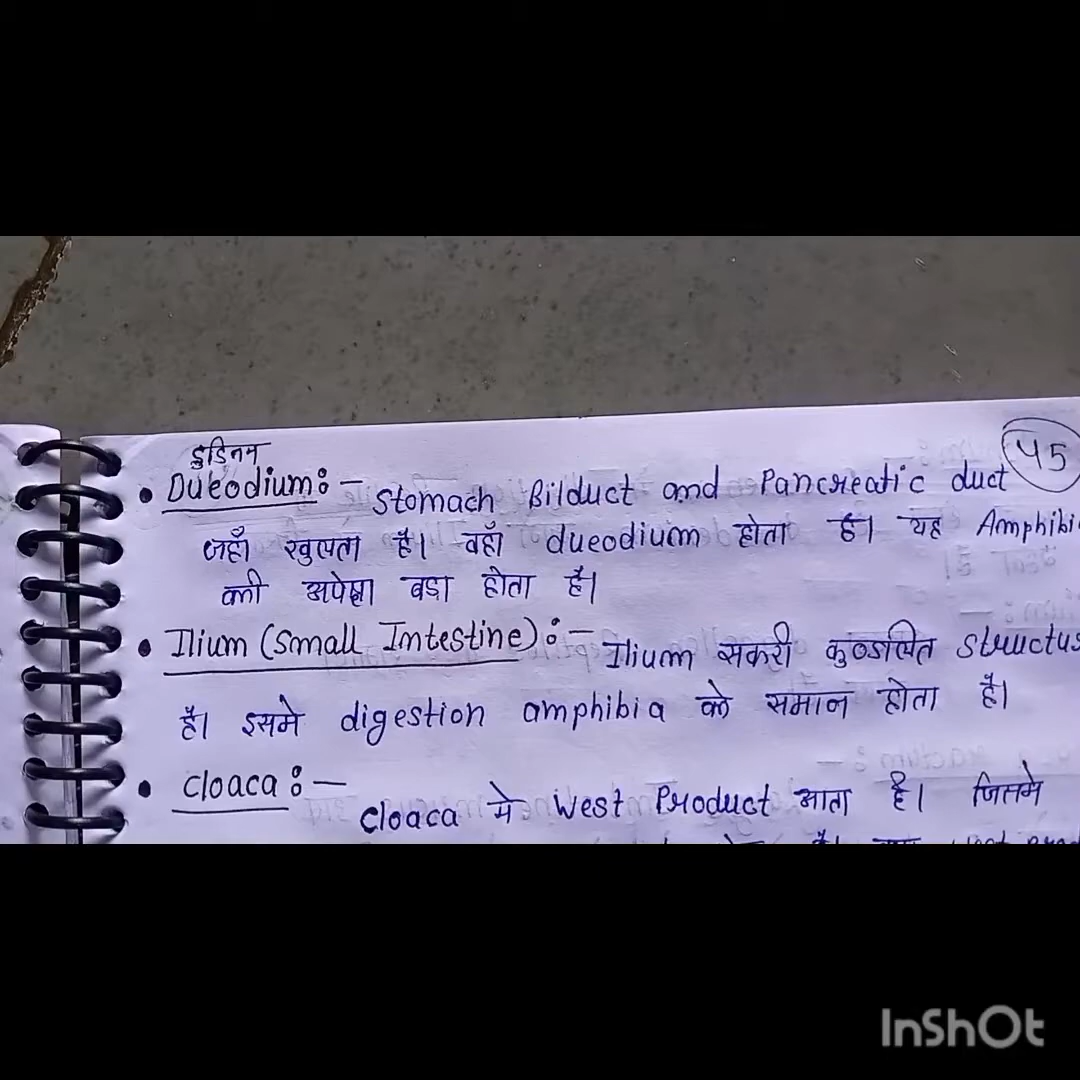 डुडिनम
45
• Dueodium:- Stomach Bilduct and Pancreatic duct
जहाँ खुलता है। वहाँ dueodium होता है। यह Amphibi
की अपेक्षा बडा होता है।
• Ilium (Small Intestine):- Ilium सकरी कुण्डलित structu
है। इसमे digestion amphibia के समान होता है।
• Cloaca:-
Cloaca मे West Product आता है। जिसमे
InShOt